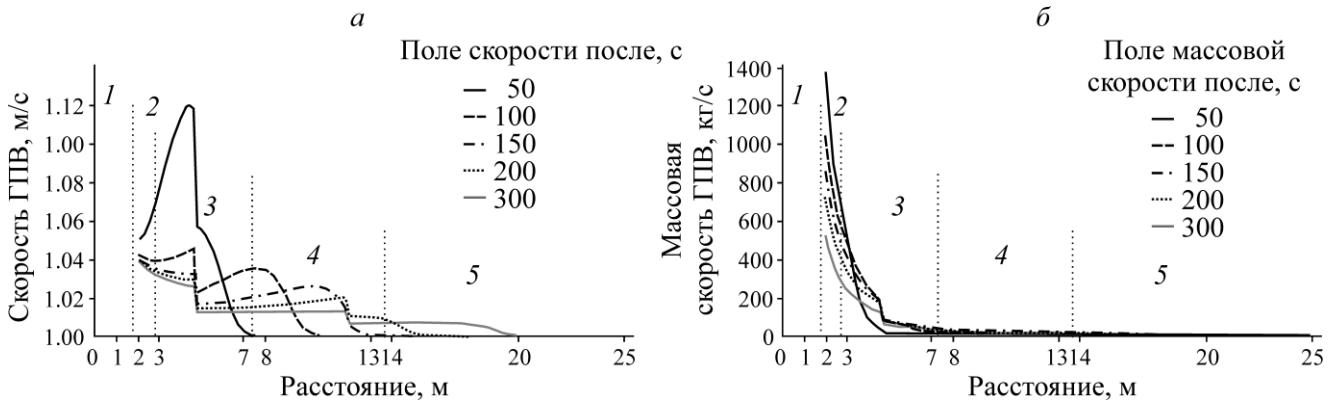 а
Поле скорости после, с
50
100
150
200
300
Скорость ГПВ, м/с
1.12
1.10
1.08
1.06
1.04
1.02
1.00
1
2
3
4
5
0 1 2 3 7 8 1314 20 25
Расстояние, м
б
Поле массовой
скорости после, с
50
100
150
200
300
Массовая
скорость ГПВ, кг/с
1400
1200
1000
800
600
400
200
0
1
2
3
4
5
0 1 2 3 7 8 1314 20 25
Расстояние, м